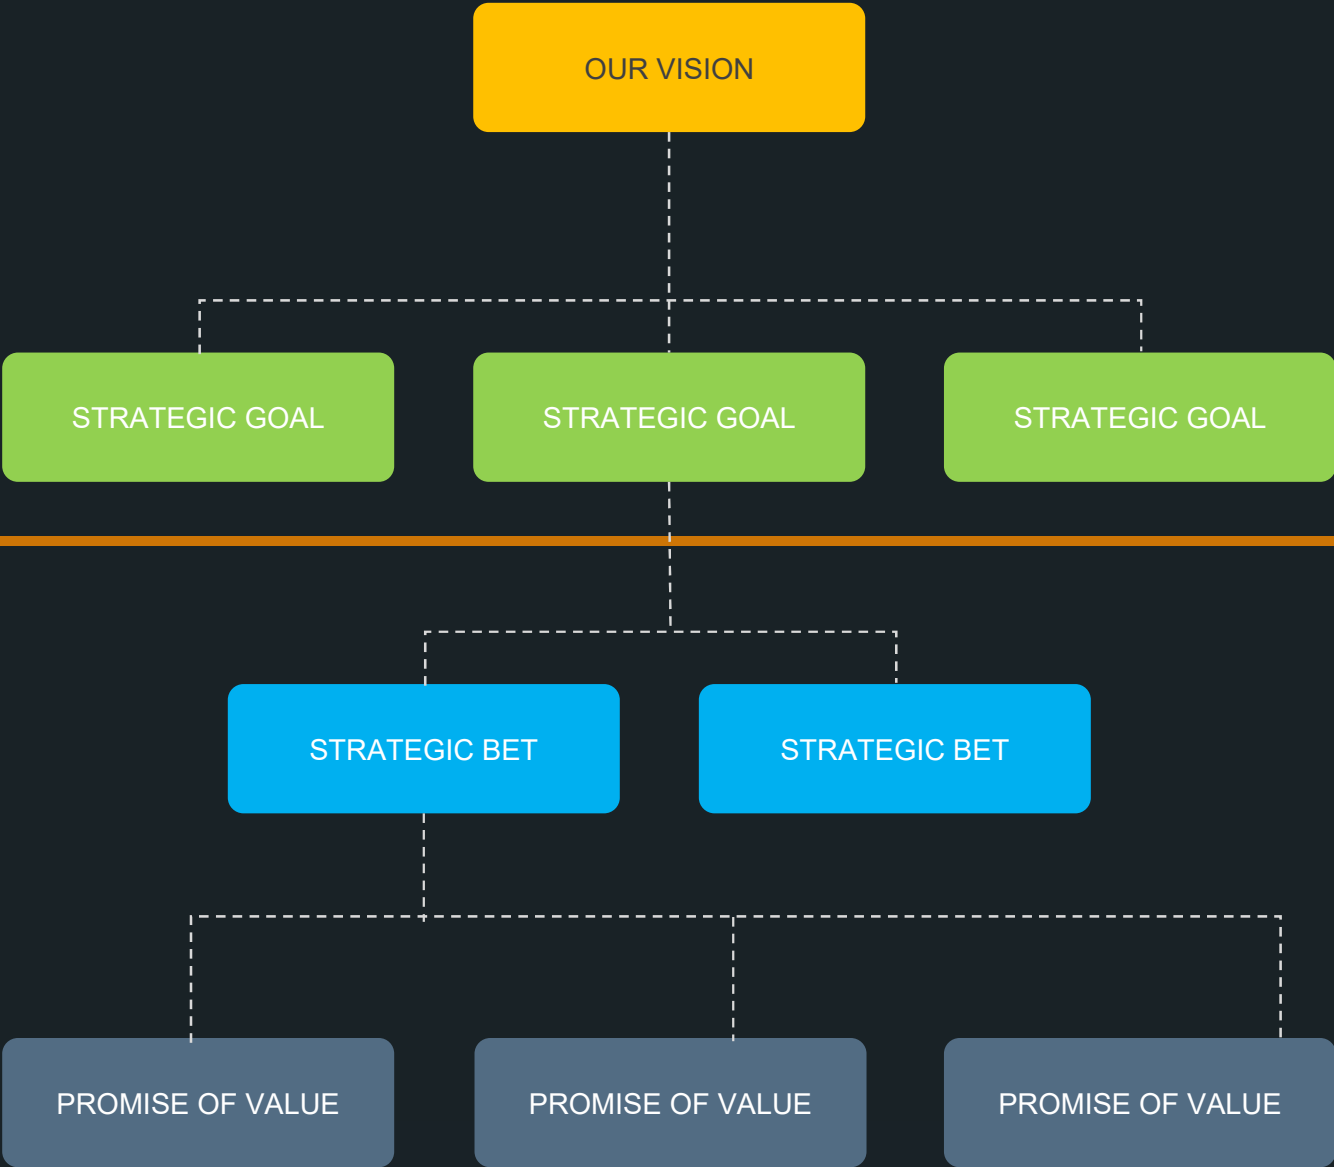 OUR VISION
STRATEGIC GOAL
STRATEGIC GOAL
STRATEGIC GOAL
STRATEGIC BET
STRATEGIC BET
PROMISE OF VALUE
PROMISE OF VALUE
PROMISE OF VALUE